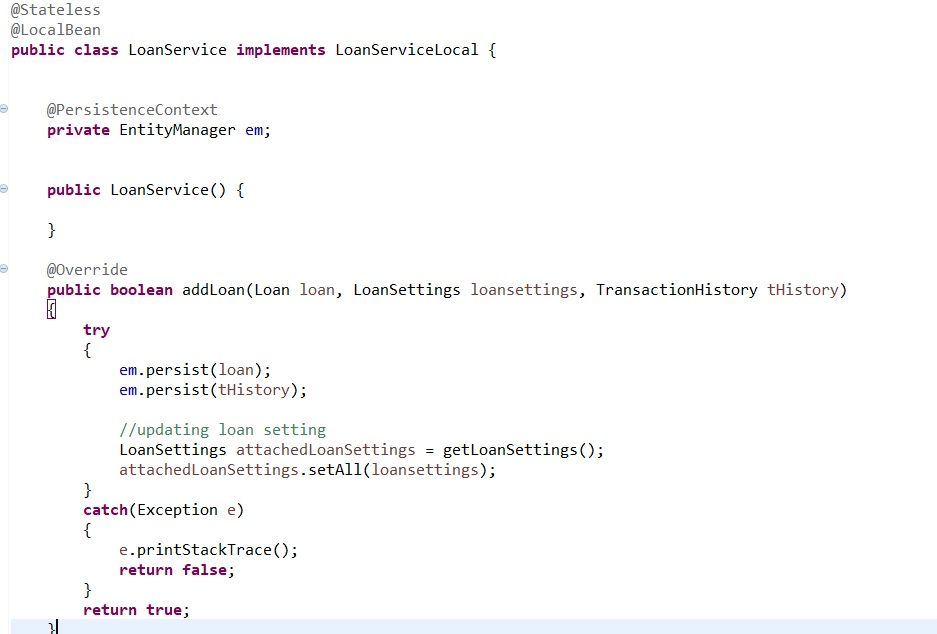 @Stateless
@LocalBean
public class LoanService implements LoanServiceLocal {
@PersistenceContext
private EntityManager em;
public LoanService() {
}
@Override
public boolean addLoan(Loan loan, LoanSettings loansettings, TransactionHistory tHistory)
{
try
{
em.persist(loan);
em.persist(tHistory);
//updating loan setting
LoanSettings attachedLoanSettings = getLoanSettings();
attachedLoanSettings.setAll(loansettings);
}
catch(Exception e)
{
e.printStackTrace();
return false;
}
return true;
}